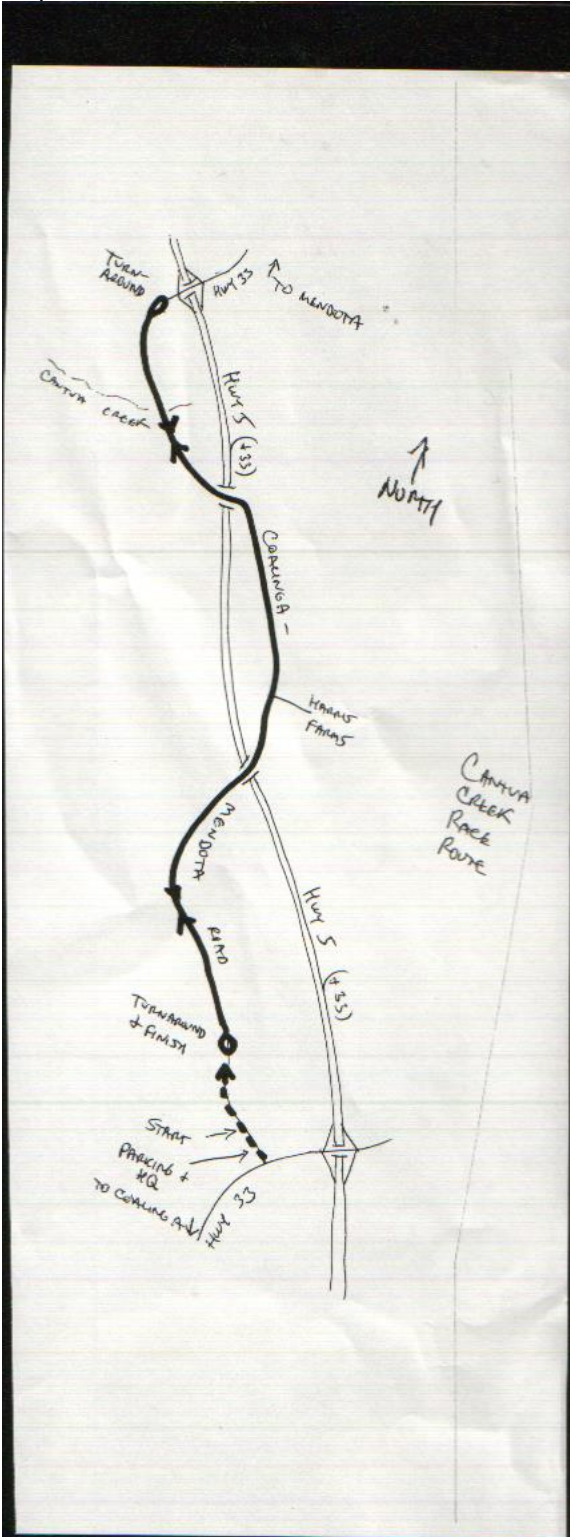 TURN-
AROUND
HWY 33
↑ TO MENDOTA
CANTUA CREEK
HWY 5 (+33)
NORTH
COALINGA -
HARRIS
FARMS
CANTUA
CREEK
RACE
ROUTE
MENDOTA
ROAD
HWY 5 (+33)
TURNAROUND
+ FINISH
START
PARKING +
HQ
TO COALINGA
HWY 33